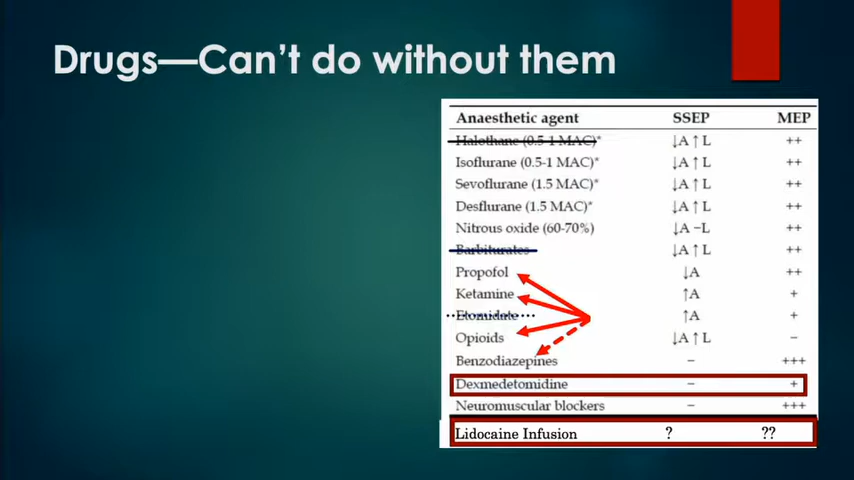 Drugs—Can't do without them
Anaesthetic agent SSEP MEP
Halothane (0.5-1 MAC)* ↓A ↑ L ++
Isoflurane (0.5-1 MAC)* ↓A ↑ L ++
Sevoflurane (1.5 MAC)* ↓A ↑ L ++
Desflurane (1.5 MAC)* ↓A ↑ L ++
Nitrous oxide (60-70%) ↓A −L ++
Barbiturates ↓A ↑ L ++
Propofol ↓A ++
Ketamine ↑A +
Etomidate ↑A +
Opioids ↓A ↑ L −
Benzodiazepines − +++
Dexmedetomidine − +
Neuromuscular blockers − +++
Lidocaine Infusion ? ??